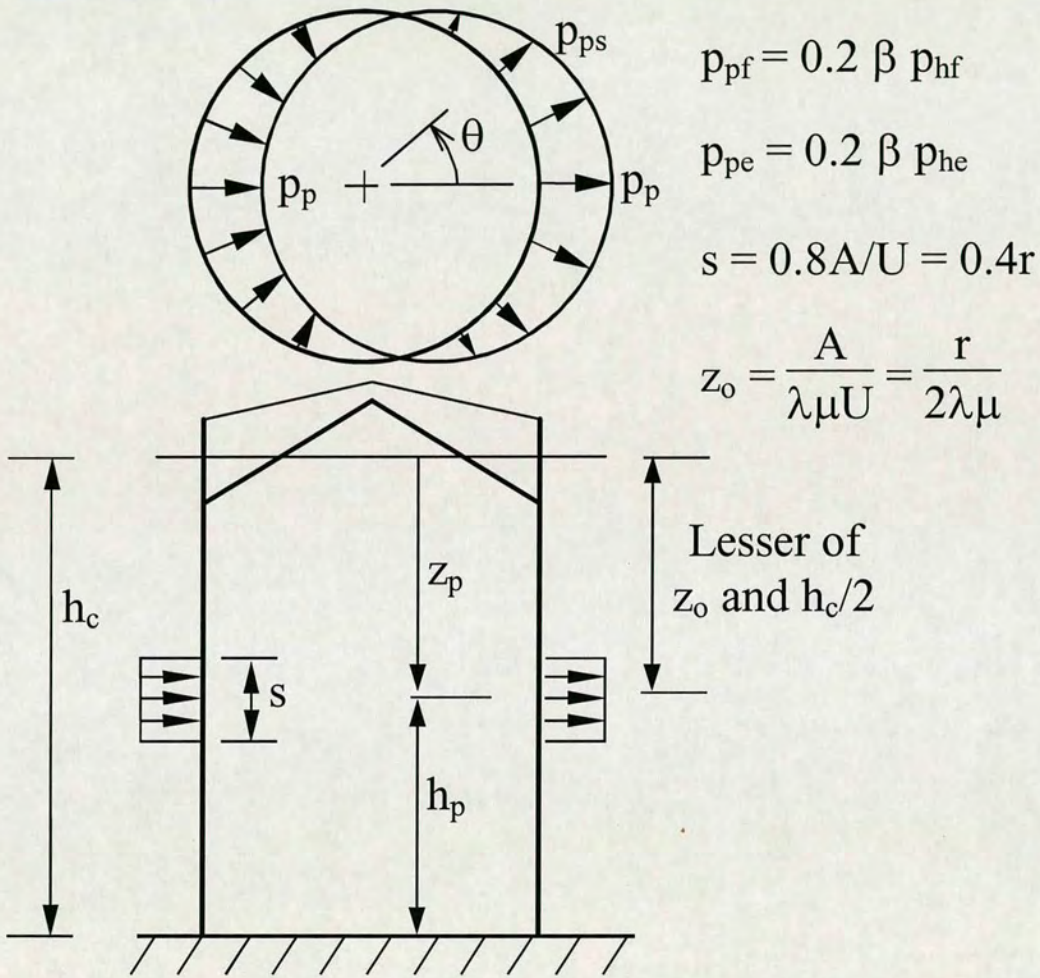 p_ps
θ
p_p
p_p
p_pf = 0.2 β p_hf
p_pe = 0.2 β p_he
s = 0.8A/U = 0.4r
z_o = A/λμU = r/2λμ
h_c
z_p
s
h_p
Lesser of
z_o and h_c/2